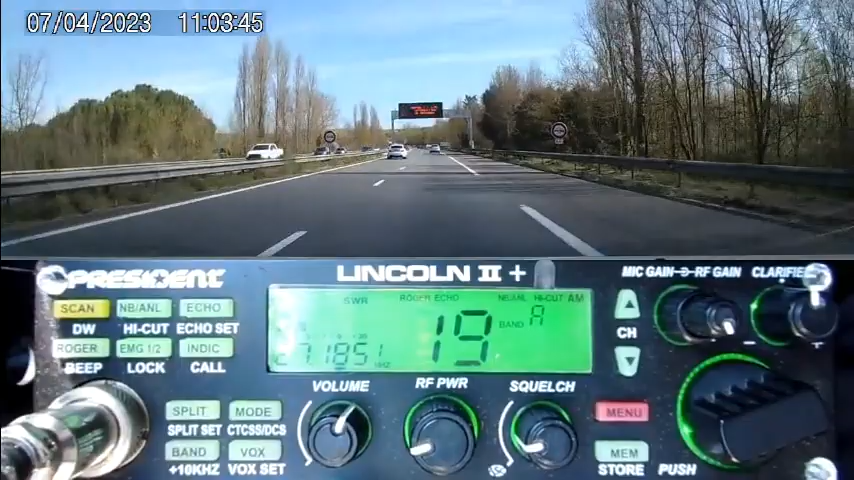 07/04/2023 11:03:45
PRESIDENT LINCOLN II + MIC GAIN RF GAIN CLARIFIER
SCAN NB/ANL ECHO
DW HI-CUT ECHO SET
ROGER EMG 1/2 INDIC
BEEP LOCK CALL
SWR ROGER ECHO NB/ANL HI-CUT AM
19 BAND A
27.1851
CH
VOLUME RF PWR SQUELCH
SPLIT MODE
SPLIT SET CTCSS/DCS
BAND VOX
+10KHZ VOX SET
MENU
MEM
STORE PUSH
- +